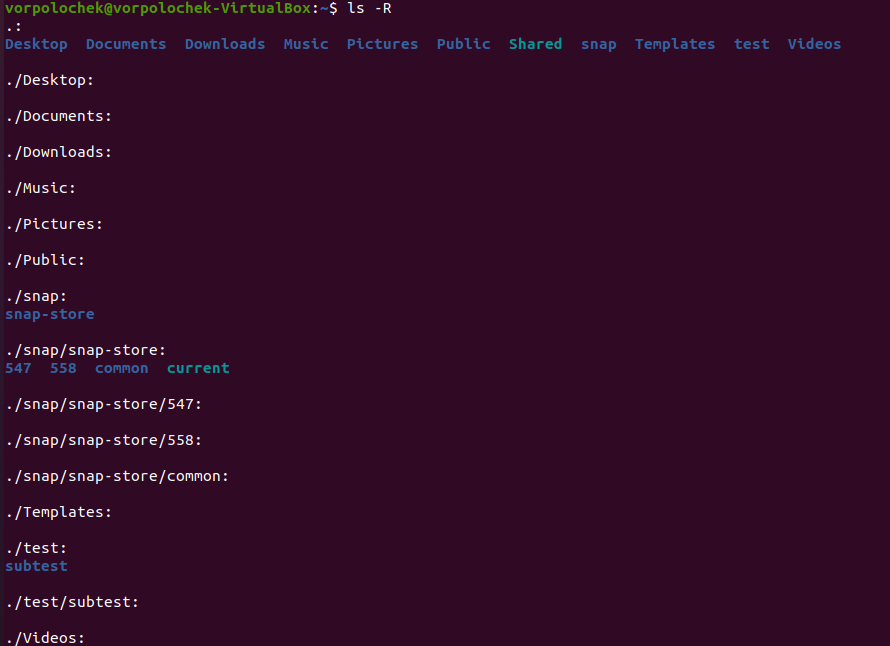 vorpolochek@vorpolochek-VirtualBox:~$ ls -R
.:
Desktop  Documents  Downloads  Music  Pictures  Public  Shared  snap  Templates  test  Videos
./Desktop:
./Documents:
./Downloads:
./Music:
./Pictures:
./Public:
./snap:
snap-store
./snap/snap-store:
547  558  common  current
./snap/snap-store/547:
./snap/snap-store/558:
./snap/snap-store/common:
./Templates:
./test:
subtest
./test/subtest:
./Videos: